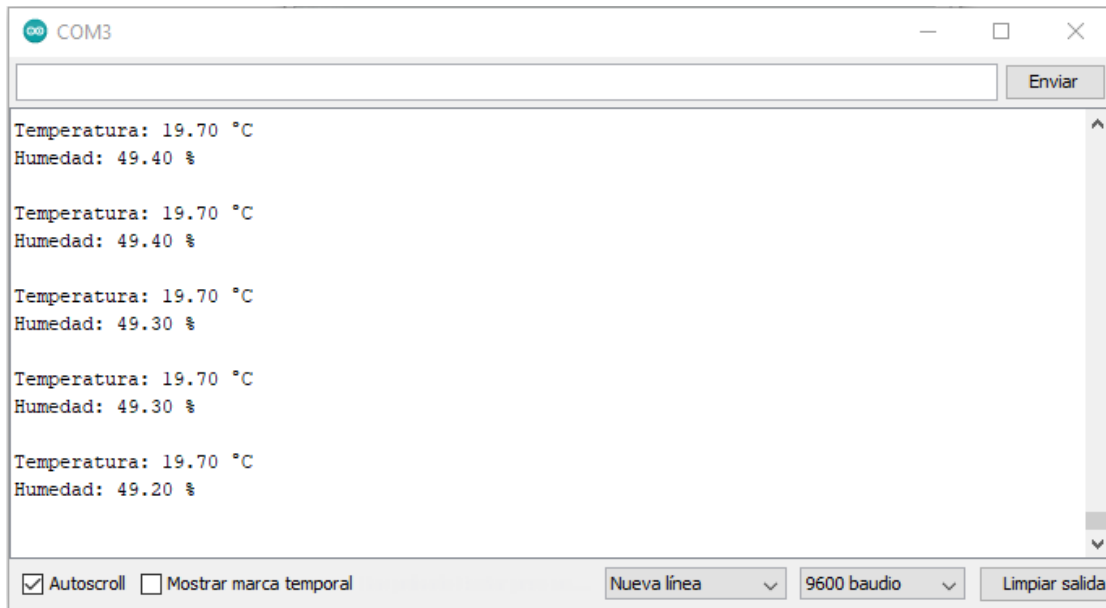 COM3
Enviar
Temperatura: 19.70 °C
Humedad: 49.40 %
Temperatura: 19.70 °C
Humedad: 49.40 %
Temperatura: 19.70 °C
Humedad: 49.30 %
Temperatura: 19.70 °C
Humedad: 49.30 %
Temperatura: 19.70 °C
Humedad: 49.20 %
Autoscroll Mostrar marca temporal Nueva línea 9600 baudio Limpiar salida